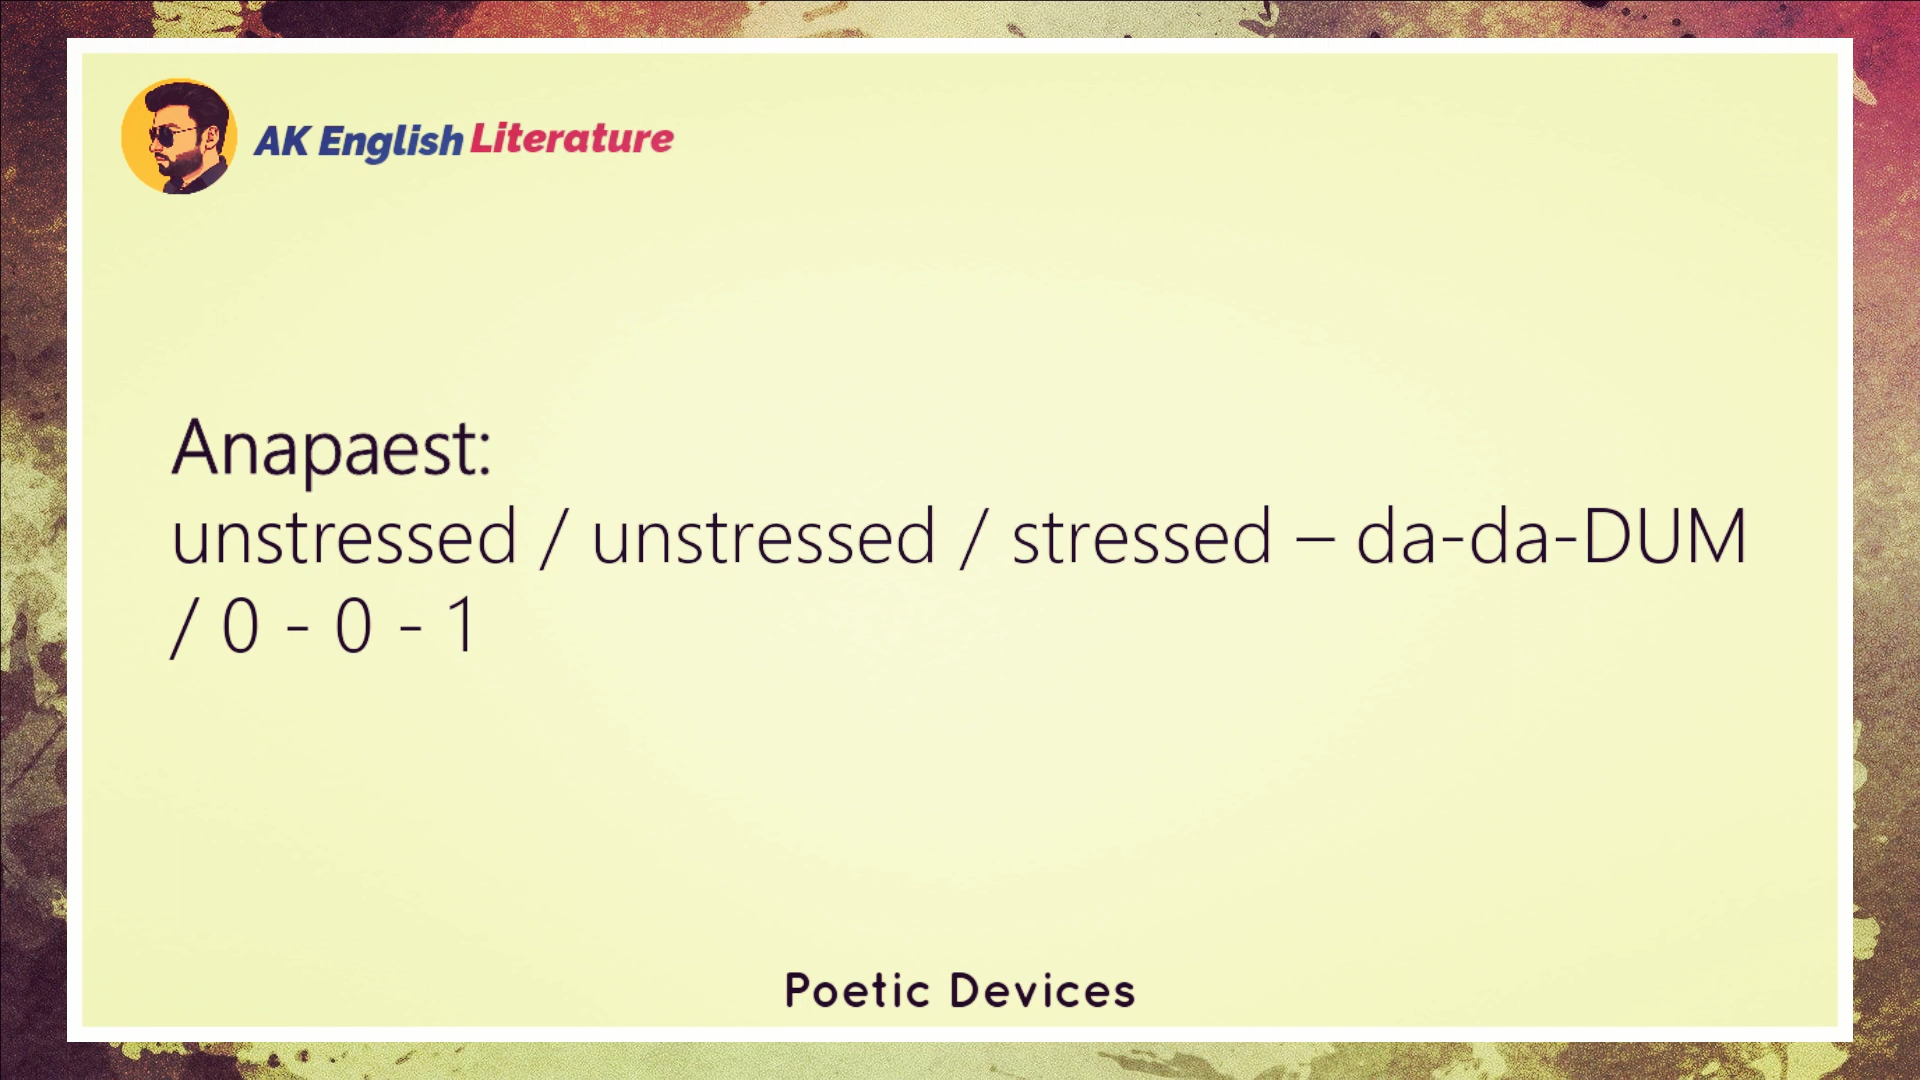 AK English Literature
Anapaest:
unstressed / unstressed / stressed – da-da-DUM
/ 0 - 0 - 1
Poetic Devices